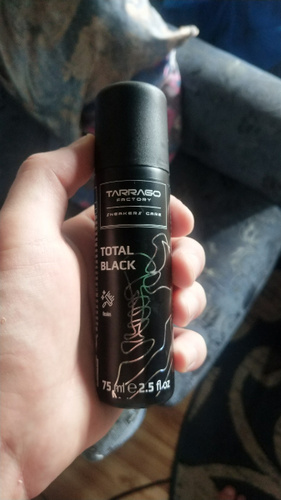 TARRAGO
FACTORY
SNEAKERS' CARE
TOTAL
BLACK
75 ml e 2.5 fl.oz